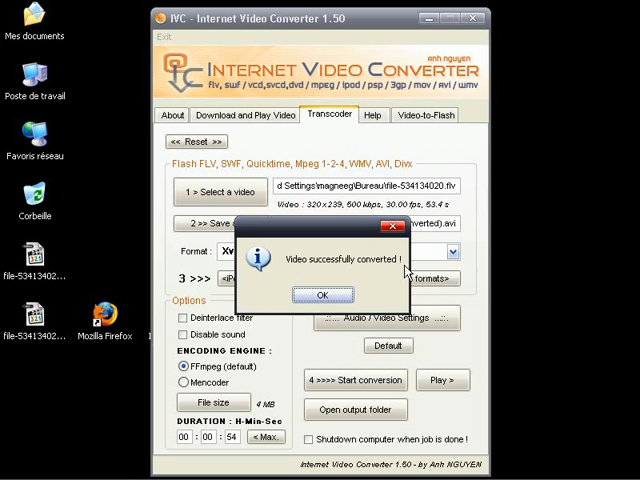 Mes documents
Poste de travail
Favoris réseau
Corbeille
file-53413402...
file-53413402...
Mozilla Firefox
IVC - Internet Video Converter 1.50
Exit
Anh nguyen
INTERNET VIDEO CONVERTER
flv, swf / vcd,svcd,dvd / mpeg / ipod / psp / 3gp / mov / avi / wmv
About
Download and Play Video
Transcoder
Help
Video-to-Flash
<< Reset >>
Flash FLV, SWF, Quicktime, Mpeg 1-2-4, WMV, AVI, Divx
1 > Select a video
d Settings\magneeg\Bureau\file-534134020.flv
Video : 320x239, 500 kbps, 30.00 fps, 53.4 s
2 >> Save
nverted).avi
Format :
3 >>>
formats>
Video successfully converted !
OK
Options
Deinterlace filter
Disable sound
ENCODING ENGINE :
FFmpeg (default)
Mencoder
File size
4 MB
DURATION : H-Min-Sec
00 : 00 : 54
< Max.
.::... Audio / Video Settings ...::.
Default
4 >>>> Start conversion
Play >
Open output folder
Shutdown computer when job is done !
Internet Video Converter 1.50 - by Anh NGUYEN